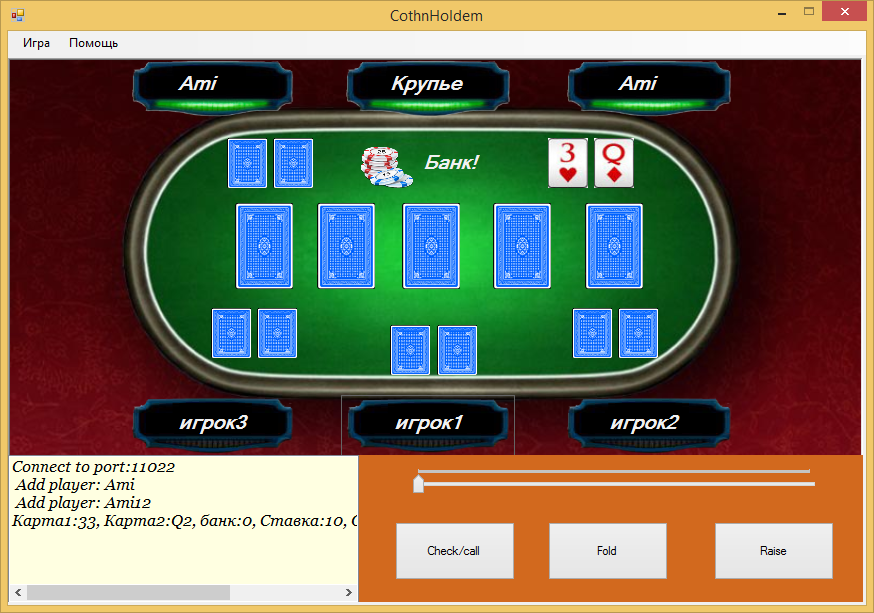 CothnHoldem
Игра Помощь
Ami Крупье Ami
Банк!
3 Q
игрок3 игрок1 игрок2
Connect to port:11022
Add player: Ami
Add player: Ami12
Карта1:33, Карта2:Q2, банк:0, Ставка:10,
Check/call Fold Raise